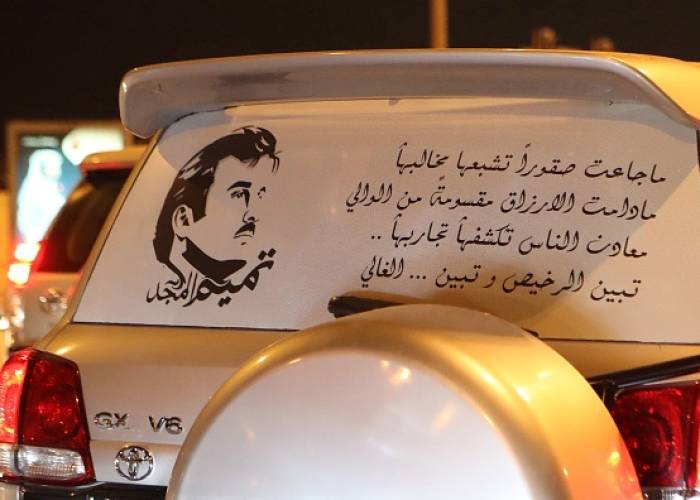 ماجاعت صقوراً تشبعها مخالبها
مادامت الارزاق مقسومةً من الوالي
معادن الناس تكشفهاً تجاربهاً ..
تبين الرخيص و تبين ... الغالي
تميم المجد
GX V6